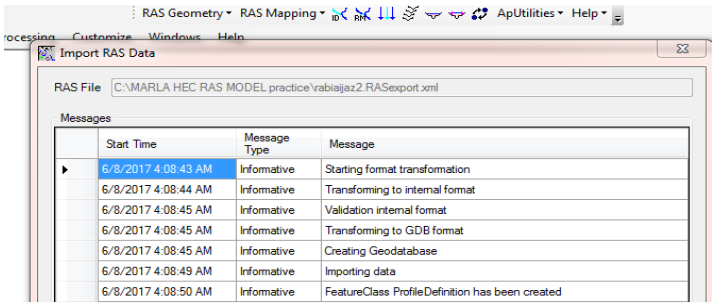 RAS Geometry RAS Mapping ID RMK ApUtilities Help
rocessing Customize Windows Help
Import RAS Data
RAS File C:\MARLA HEC RAS MODEL practice\rabiaijaz2.RASexport.xml
Messages
Start Time Message Type Message
6/8/2017 4:08:43 AM Informative Starting format transformation
6/8/2017 4:08:44 AM Informative Transforming to internal format
6/8/2017 4:08:45 AM Informative Validation internal format
6/8/2017 4:08:45 AM Informative Transforming to GDB format
6/8/2017 4:08:45 AM Informative Creating Geodatabase
6/8/2017 4:08:49 AM Informative Importing data
6/8/2017 4:08:50 AM Informative FeatureClass ProfileDefinition has been created